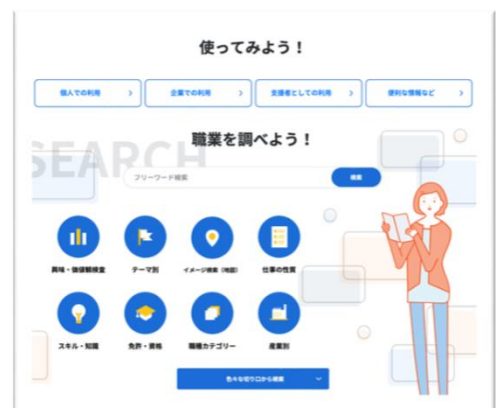 使ってみよう！
個人での利用 > 企業での利用 > 支援者としての利用 > 便利な情報など >
職業を調べよう！
SEARCH
フリーワード検索 検索
興味・価値観検査 テーマ別 イメージ検索（地図） 仕事の性質
スキル・知識 免許・資格 職種カテゴリー 産業別
色々な切り口から検索